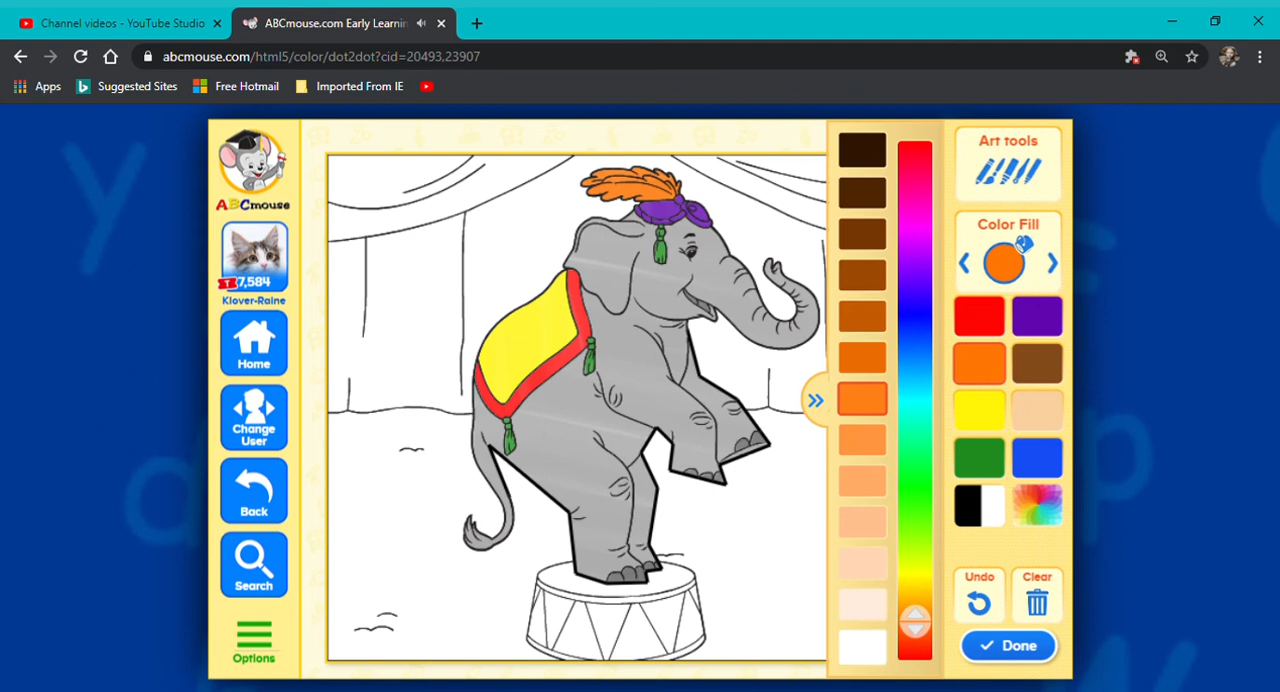 Channel videos - YouTube Studio
ABCmouse.com Early Learnin
abcmouse.com/html5/color/dot2dot?cid=20493,23907
Apps
Suggested Sites
Free Hotmail
Imported From IE
ABCmouse
7,584
Klover-Raine
Home
Change
User
Back
Search
Options
Art tools
Color Fill
Undo
Clear
Done